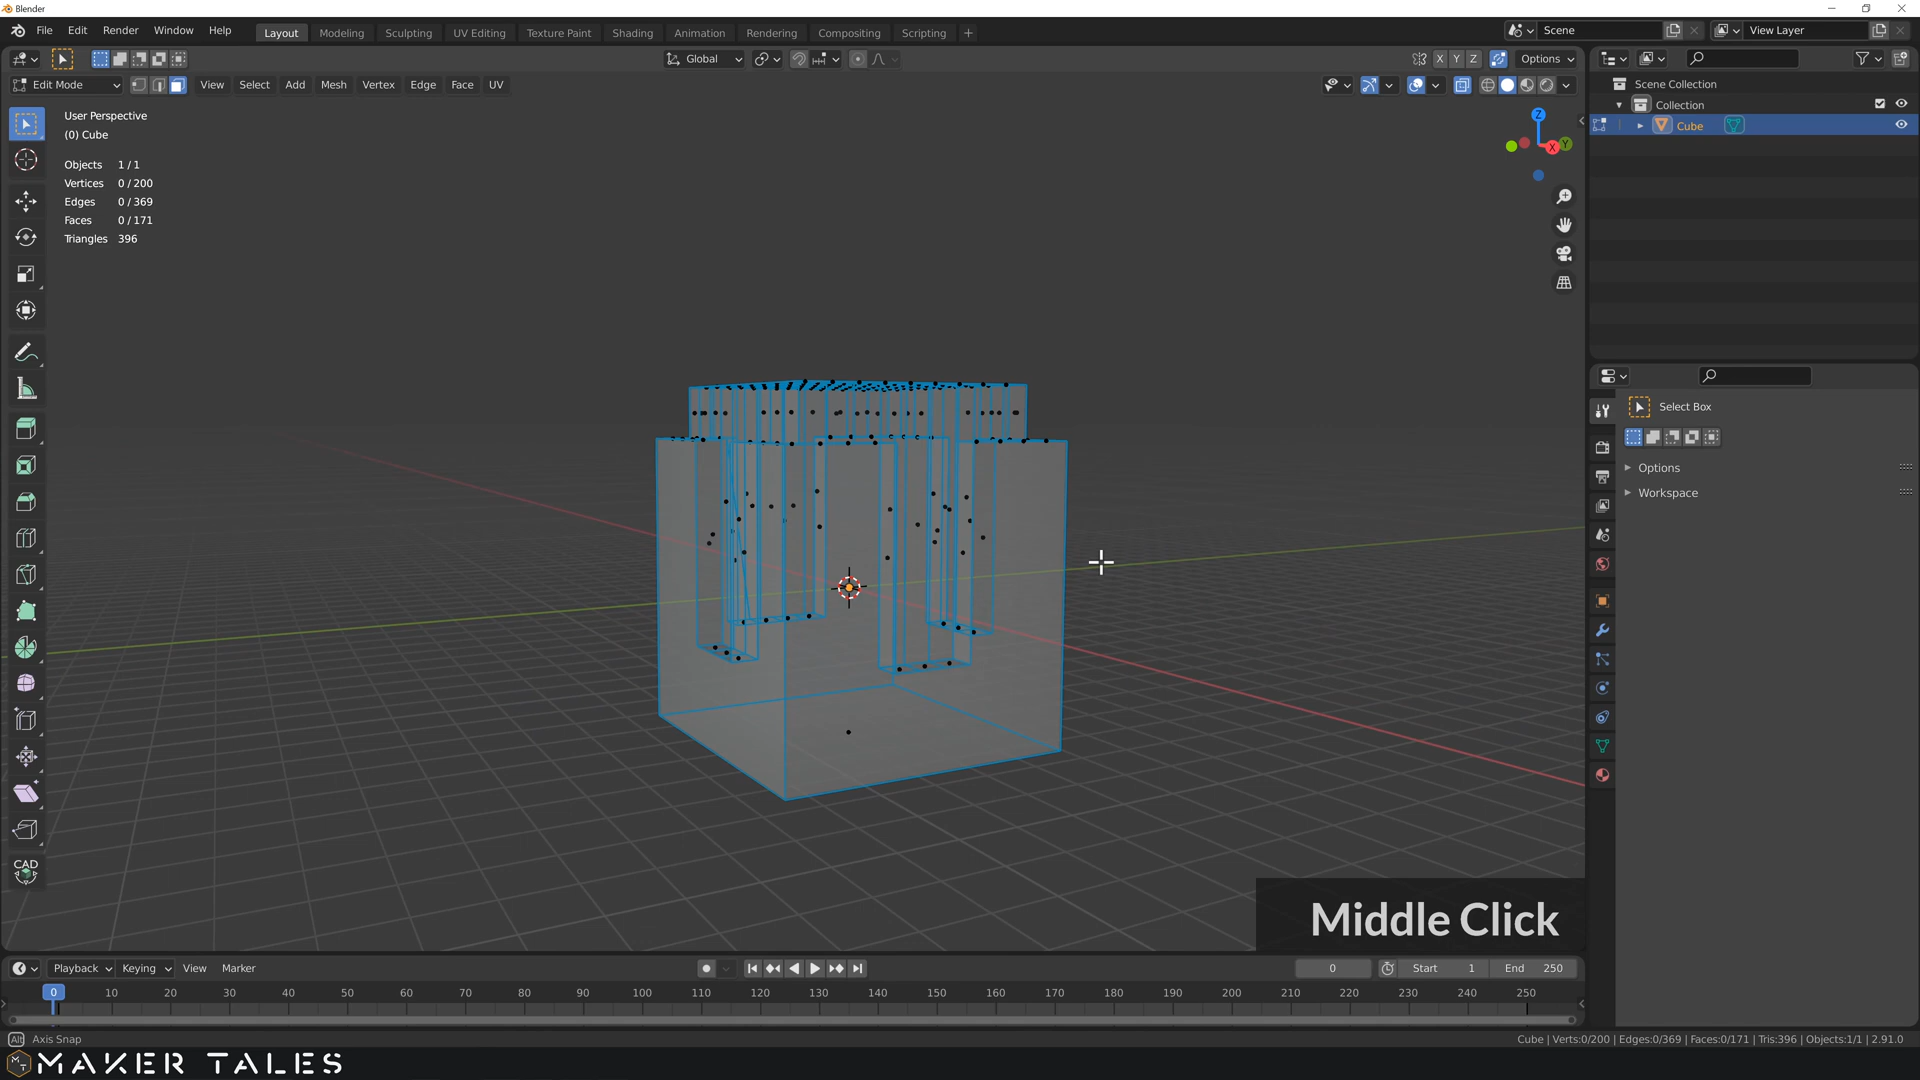 Blender
File Edit Render Window Help
Layout Modeling Sculpting UV Editing Texture Paint Shading Animation Rendering Compositing Scripting +
Scene
View Layer
Global
X Y Z
Options
Edit Mode
View Select Add Mesh Vertex Edge Face UV
User Perspective
(0) Cube
Objects 1 / 1
Vertices 0 / 200
Edges 0 / 369
Faces 0 / 171
Triangles 396
Z
X
Y
CAD
Scene Collection
Collection
Cube
Select Box
Options
Workspace
Middle Click
Playback Keying View Marker
0
Start 1
End 250
0 10 20 30 40 50 60 70 80 90 100 110 120 130 140 150 160 170 180 190 200 210 220 230 240 250
Alt Axis Snap
Cube | Verts:0/200 | Edges:0/369 | Faces:0/171 | Tris:396 | Objects:1/1 | 2.91.0
MAKER TALES